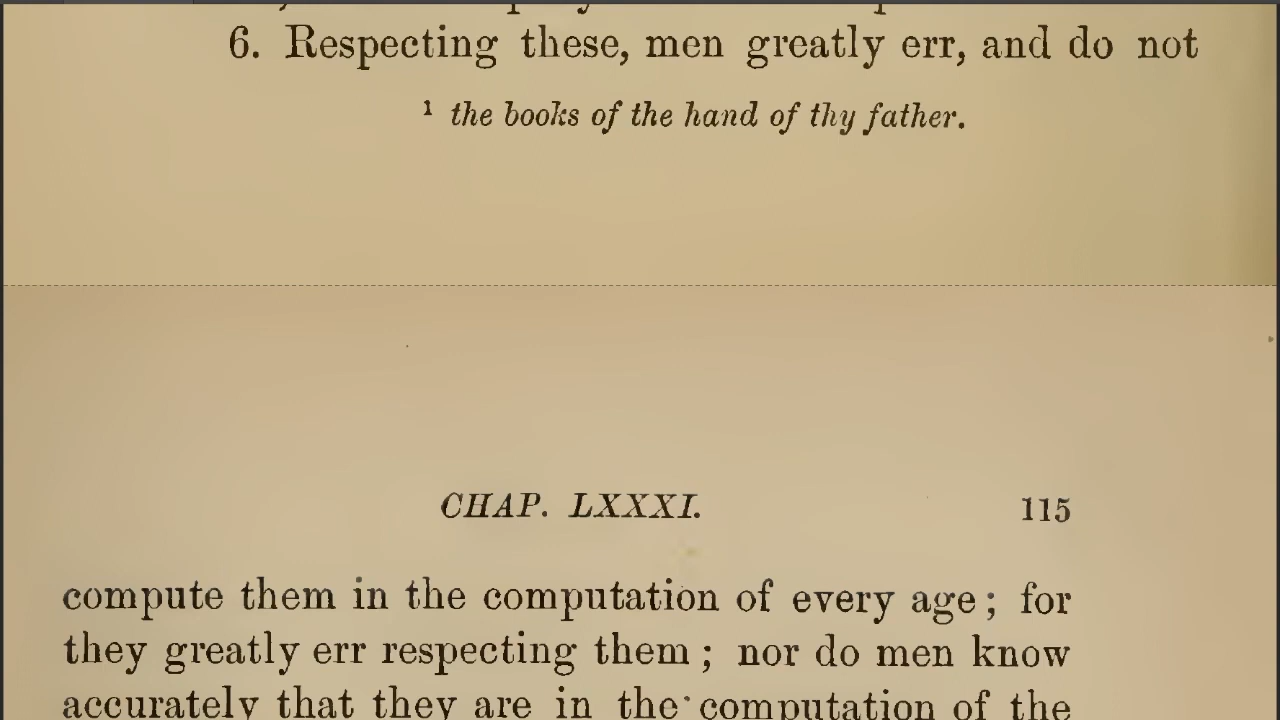 6. Respecting these, men greatly err, and do not
¹ the books of the hand of thy father.
CHAP. LXXXI. 115
compute them in the computation of every age; for
they greatly err respecting them; nor do men know
accurately that they are in the computation of the